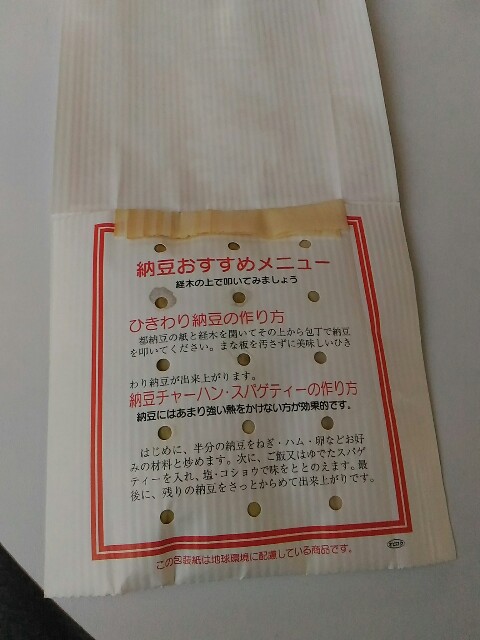 納豆おすすめメニュー
経木の上で叩いてみましょう
ひきわり納豆の作り方
都納豆の紙と経木を開いてその上から包丁で納豆
を叩いてください。まな板を汚さずに美味しいひき
わり納豆が出来上がります。
納豆チャーハン・スパゲティーの作り方
納豆にはあまり強い熱をかけない方が効果的です。
はじめに、半分の納豆をねぎ・ハム・卵などお好
みの材料と炒めます。次に、ご飯又はゆでたスパゲ
ティーを入れ、塩・コショウで味をととのえます。最
後に、残りの納豆をさっとからめて出来上がりです。
この包装紙は地球環境に配慮している商品です。